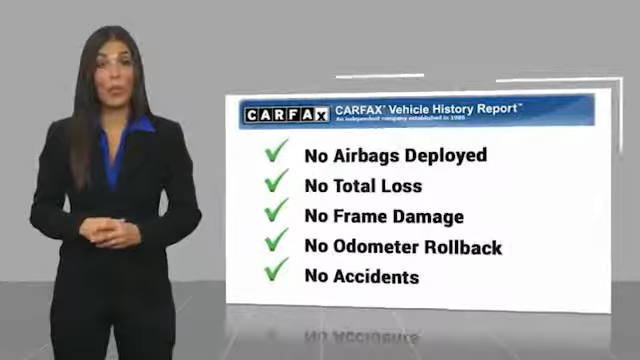 CARFAX CARFAX Vehicle History Report™
An independent company established in 1986
No Airbags Deployed
No Total Loss
No Frame Damage
No Odometer Rollback
No Accidents